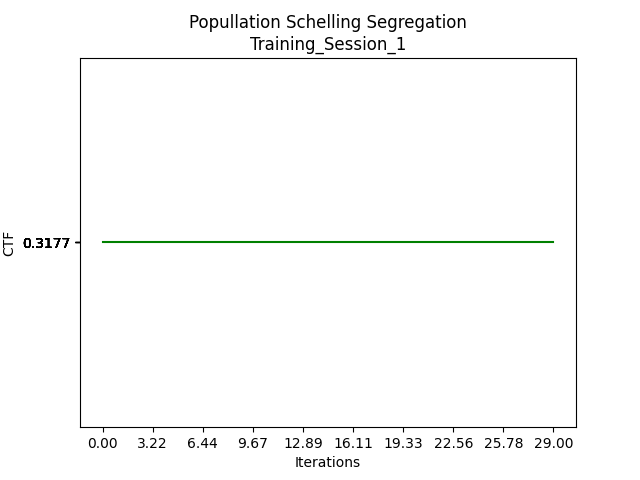 Popullation Schelling Segregation
Training_Session_1
CTF
0.3177
0.00 3.22 6.44 9.67 12.89 16.11 19.33 22.56 25.78 29.00
Iterations